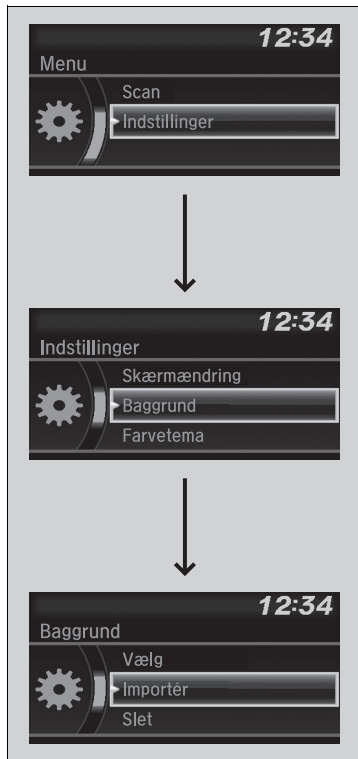 12:34
Menu
Scan
Indstillinger
12:34
Indstillinger
Skærmændring
Baggrund
Farvetema
12:34
Baggrund
Vælg
Importér
Slet